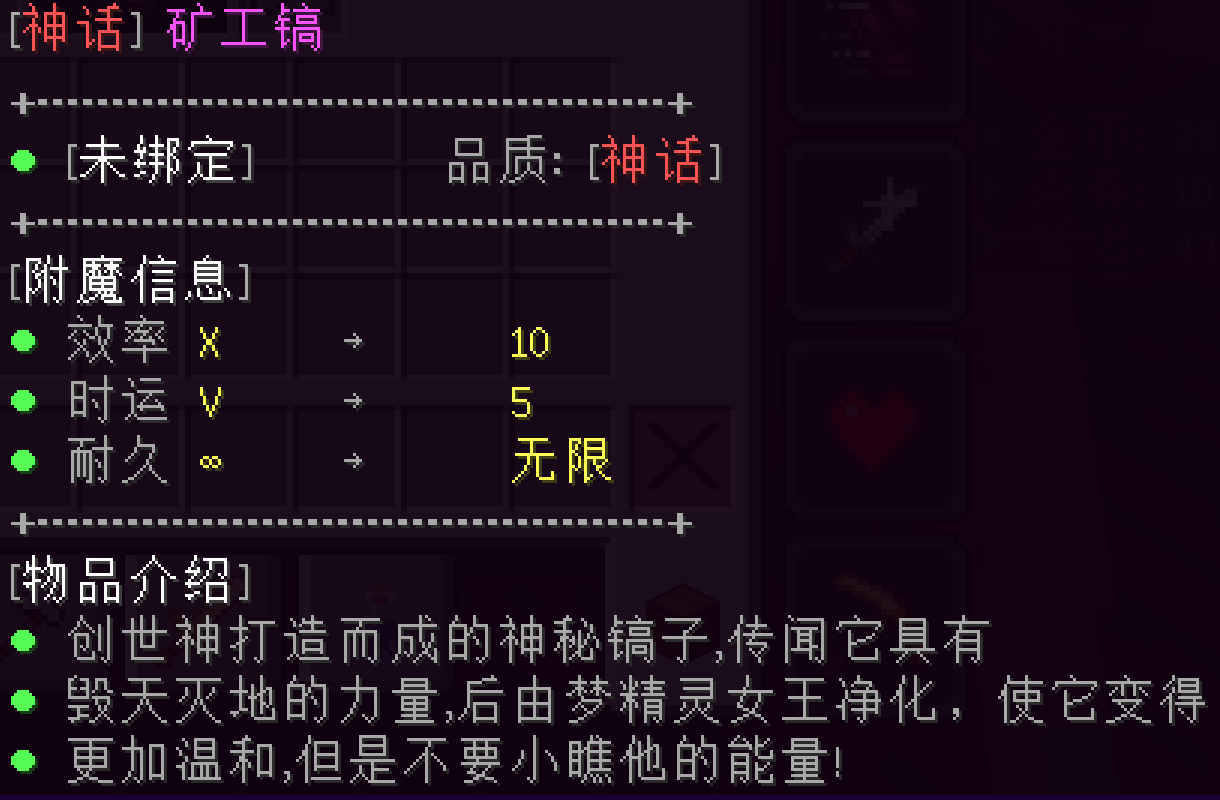 [神话] 矿工镐
+-----------------------------------+
● [未绑定] 品质: [神话]
+-----------------------------------+
[附魔信息]
● 效率 X → 10
● 时运 V → 5
● 耐久 ∞ → 无限
+-----------------------------------+
[物品介绍]
● 创世神打造而成的神秘镐子,传闻它具有
● 毁天灭地的力量,后由梦精灵女王净化，使它变得
● 更加温和,但是不要小瞧他的能量!